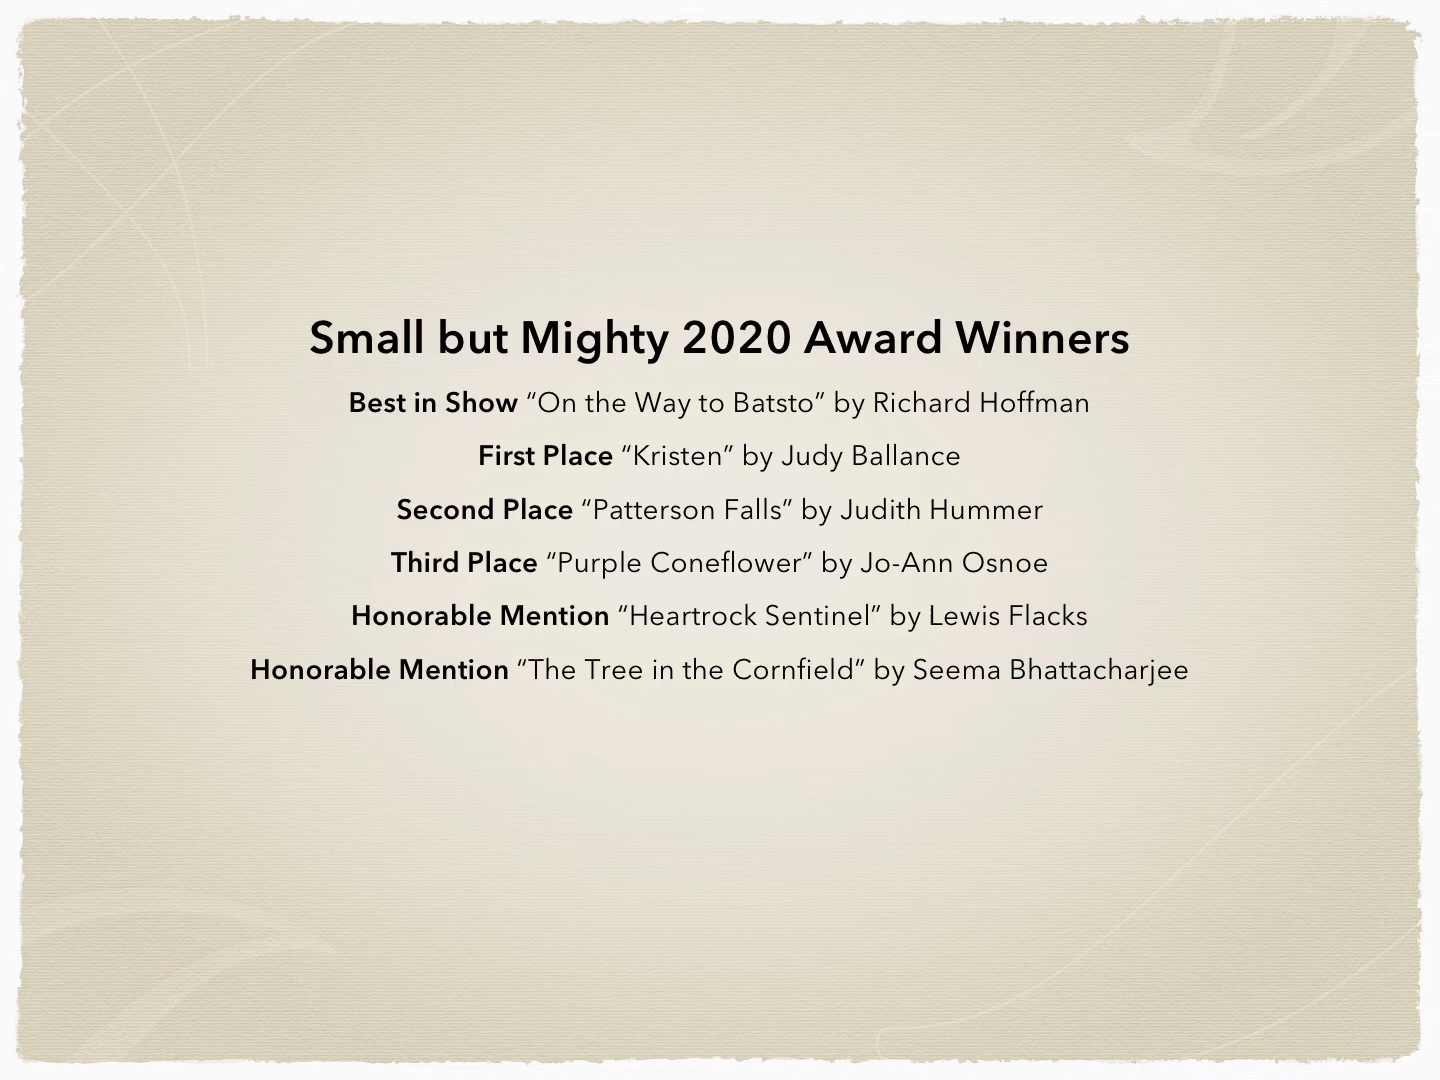 Small but Mighty 2020 Award Winners
Best in Show “On the Way to Batsto” by Richard Hoffman
First Place “Kristen” by Judy Ballance
Second Place “Patterson Falls” by Judith Hummer
Third Place “Purple Coneflower” by Jo-Ann Osnoe
Honorable Mention “Heartrock Sentinel” by Lewis Flacks
Honorable Mention “The Tree in the Cornfield” by Seema Bhattacharjee